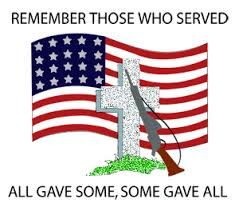 REMEMBER THOSE WHO SERVED
ALL GAVE SOME, SOME GAVE ALL